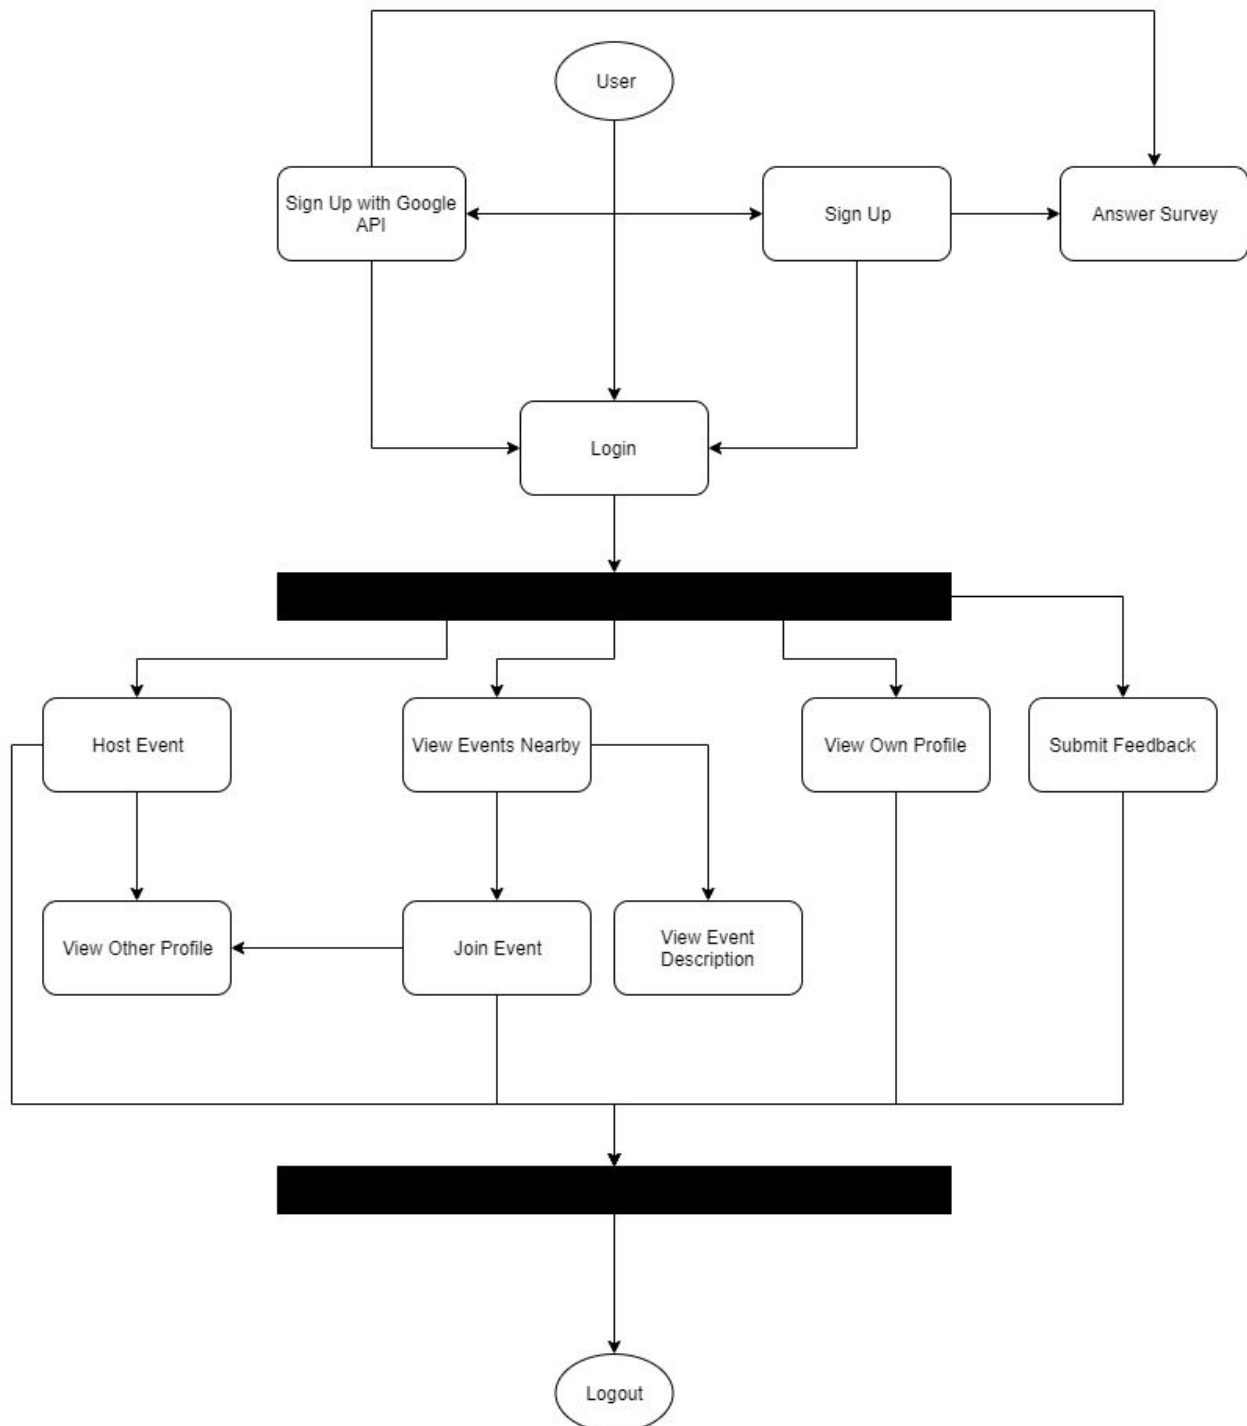 User
Sign Up with Google
API
Sign Up
Answer Survey
Login
Host Event
View Events Nearby
View Own Profile
Submit Feedback
View Other Profile
Join Event
View Event
Description
Logout